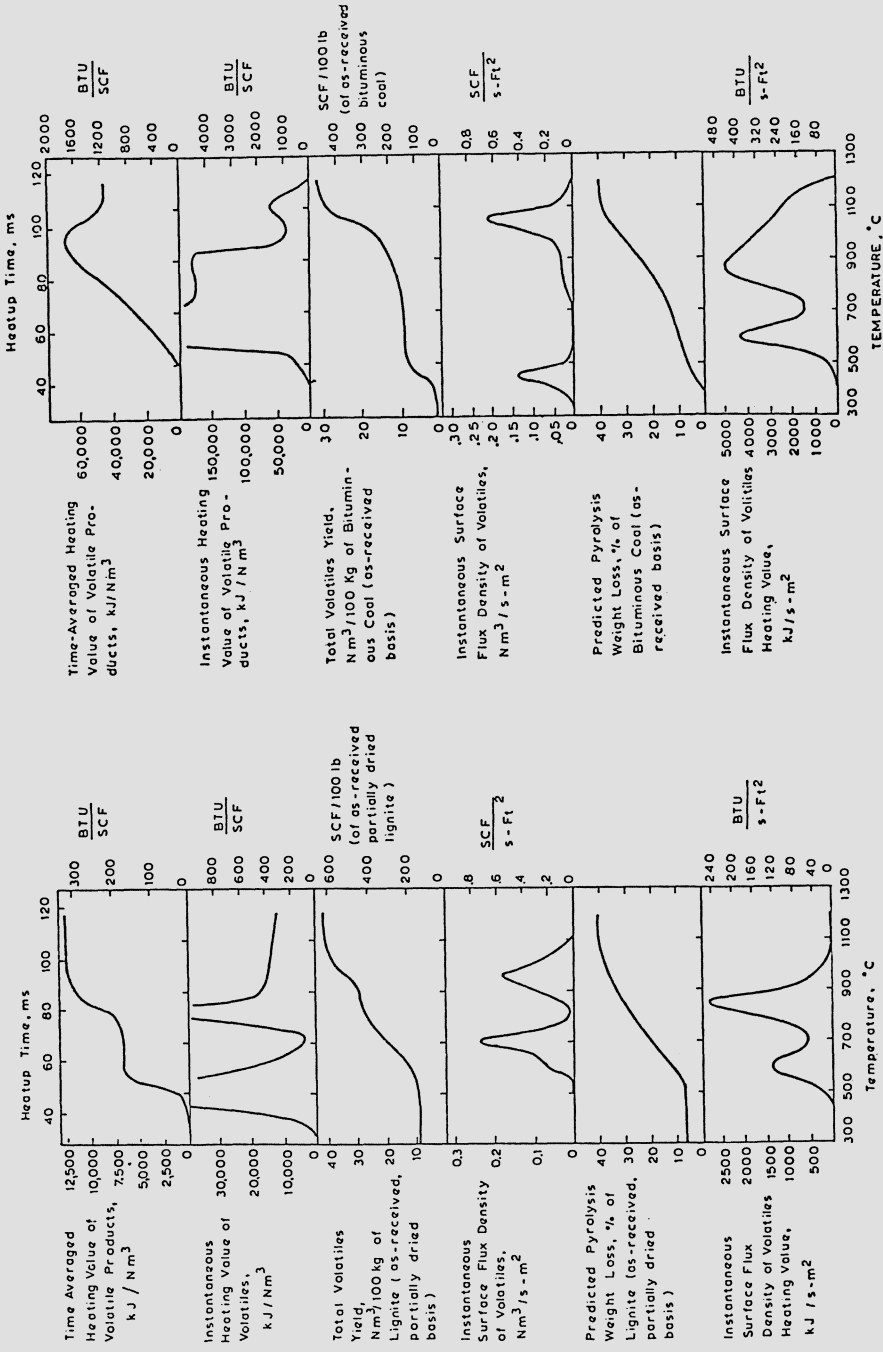 Heatup Time, ms
40
60
80
100
120
Time Averaged
Heating Value of
Volatile Products,
kJ / Nm³
12,500
10,000
7,500
5,000
2,500
0
BTU
SCF
300
200
100
0
Instantaneous
Heating Value of
Volatiles,
kJ/Nm³
30,000
20,000
10,000
BTU
SCF
800
600
400
200
0
Total Volatiles
Yield,
Nm³/100 kg of
Lignite (as-received,
partially dried
basis)
40
30
20
10
0
SCF/100 lb
(of as-received
partially dried
lignite)
600
400
200
0
Instantaneous
Surface Flux Density
of Volatiles,
Nm³/s-m²
0,3
0,2
0,1
0
SCF
s-Ft²
.8
.6
.4
.2
0
Predicted Pyrolysis
Weight Loss, % of
Lignite (as-received,
partially dried
basis)
40
30
20
10
0
Instantaneous
Surface Flux
Density of Volatiles
Heating Value,
kJ/s-m²
2500
2000
1500
1000
500
BTU
s-Ft²
240
200
160
120
80
40
0
300
500
700
900
1100
1300
Temperature, °C
Heatup Time, ms
40
60
80
100
120
Time-Averaged Heating
Value of Volatile Pro-
ducts, kJ/Nm³
60,000
40,000
20,000
0
BTU
SCF
2000
1600
1200
800
400
0
Instantaneous Heating
Value of Volatile Pro-
ducts, kJ / Nm³
150,000
100,000
50,000
BTU
SCF
4000
3000
2000
1000
0
Total Volatiles Yield,
Nm³/100 Kg of Bitumin-
ous Coal (as-received
basis)
30
20
10
0
SCF/100 lb
(of as-received
bituminous
coal)
400
300
200
100
0
Instantaneous Surface
Flux Density of Volatiles,
Nm³/s-m²
.30
.25
.20
.15
.10
.05
0
SCF
s-Ft²
0,8
0,6
0,4
0,2
0
Predicted Pyrolysis
Weight Loss, % of
Bituminous Coal (as-
received basis)
40
30
20
10
0
Instantaneous Surface
Flux Density of Volitiles
Heating Value,
kJ/s-m²
5000
4000
3000
2000
1000
0
BTU
s-Ft²
480
400
320
240
160
80
300
500
700
900
1100
1300
TEMPERATURE, °C